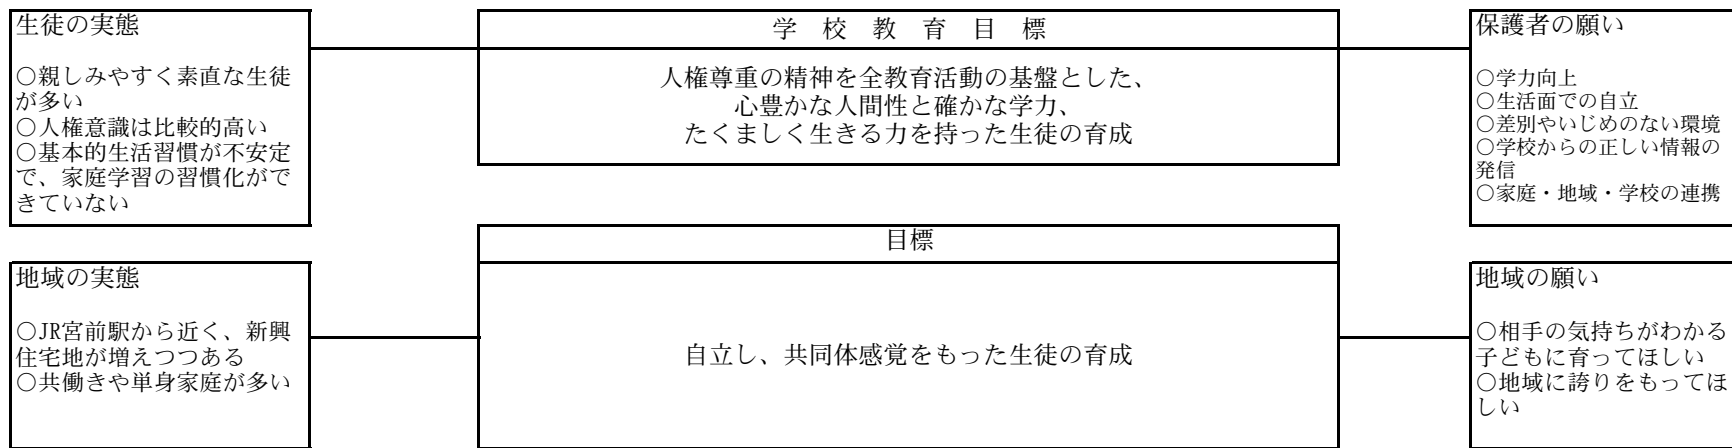 生徒の実態
○親しみやすく素直な生徒
が多い
○人権意識は比較的高い
○基本的生活習慣が不安定
で、家庭学習の習慣化がで
きていない
学 校 教 育 目 標
人権尊重の精神を全教育活動の基盤とした、
心豊かな人間性と確かな学力、
たくましく生きる力を持った生徒の育成
保護者の願い
○学力向上
○生活面での自立
○差別やいじめのない環境
○学校からの正しい情報の
発信
○家庭・地域・学校の連携
地域の実態
○JR宮前駅から近く、新興
住宅地が増えつつある
○共働きや単身家庭が多い
目標
自立し、共同体感覚をもった生徒の育成
地域の願い
○相手の気持ちがわかる
子どもに育ってほしい
○地域に誇りをもってほ
しい